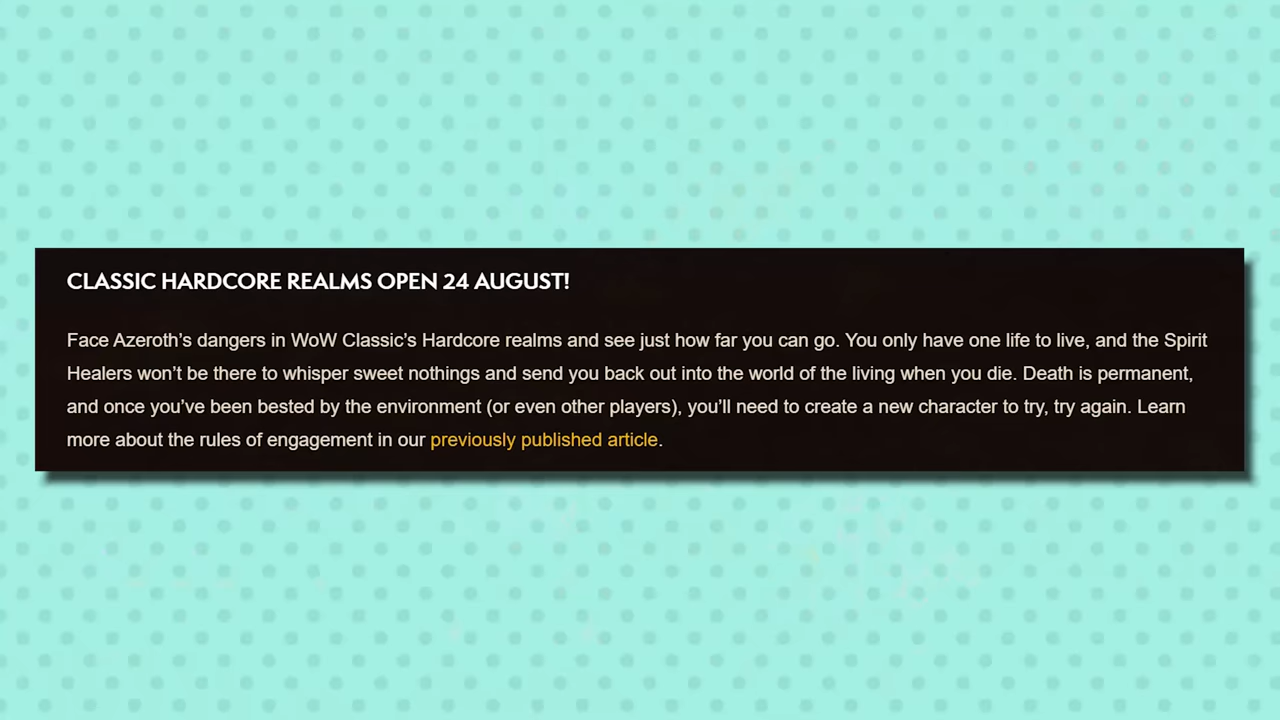 CLASSIC HARDCORE REALMS OPEN 24 AUGUST!
Face Azeroth’s dangers in WoW Classic’s Hardcore realms and see just how far you can go. You only have one life to live, and the Spirit
Healers won’t be there to whisper sweet nothings and send you back out into the world of the living when you die. Death is permanent,
and once you’ve been bested by the environment (or even other players), you’ll need to create a new character to try, try again. Learn
more about the rules of engagement in our previously published article.